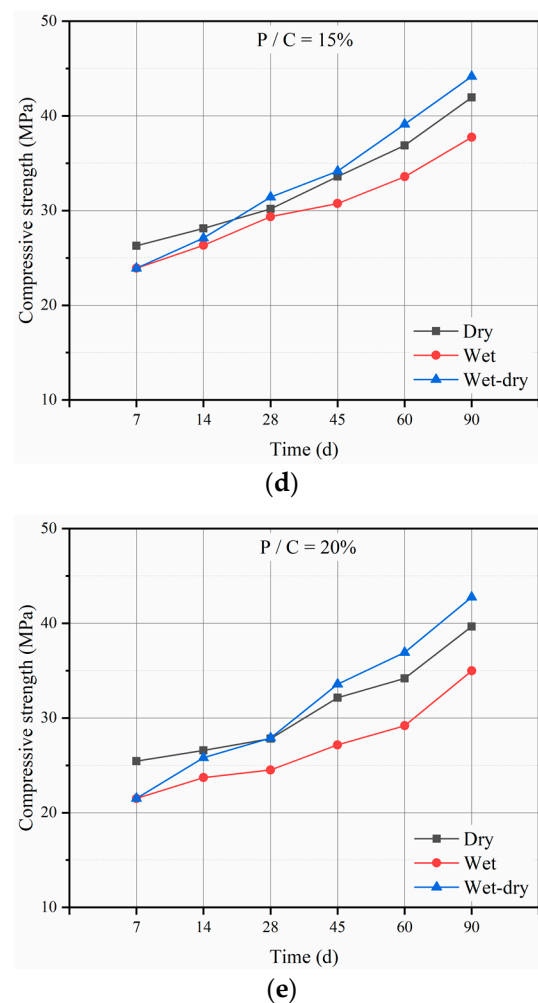 50
P / C = 15%
40
30
20
10
Compressive strength (MPa)
Dry
Wet
Wet-dry
7 14 28 45 60 90
Time (d)
(d)
50
P / C = 20%
40
30
20
10
Compressive strength (MPa)
Dry
Wet
Wet-dry
7 14 28 45 60 90
Time (d)
(e)